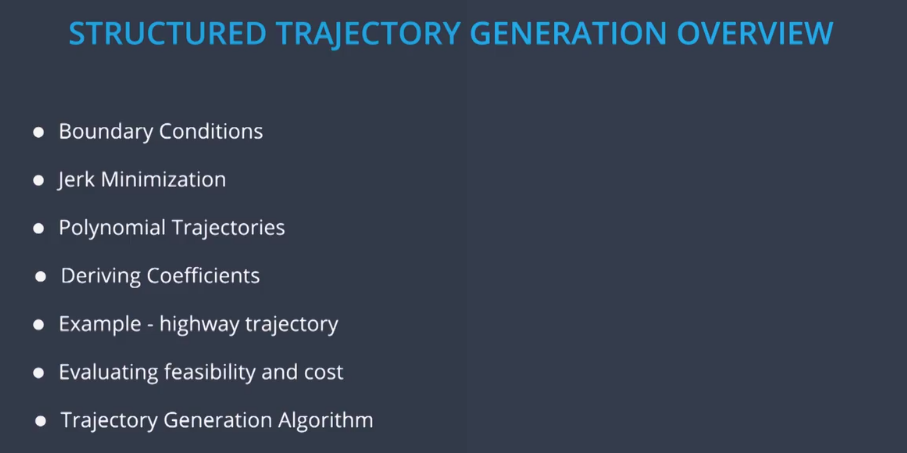 STRUCTURED TRAJECTORY GENERATION OVERVIEW
● Boundary Conditions
● Jerk Minimization
● Polynomial Trajectories
● Deriving Coefficients
● Example - highway trajectory
● Evaluating feasibility and cost
● Trajectory Generation Algorithm